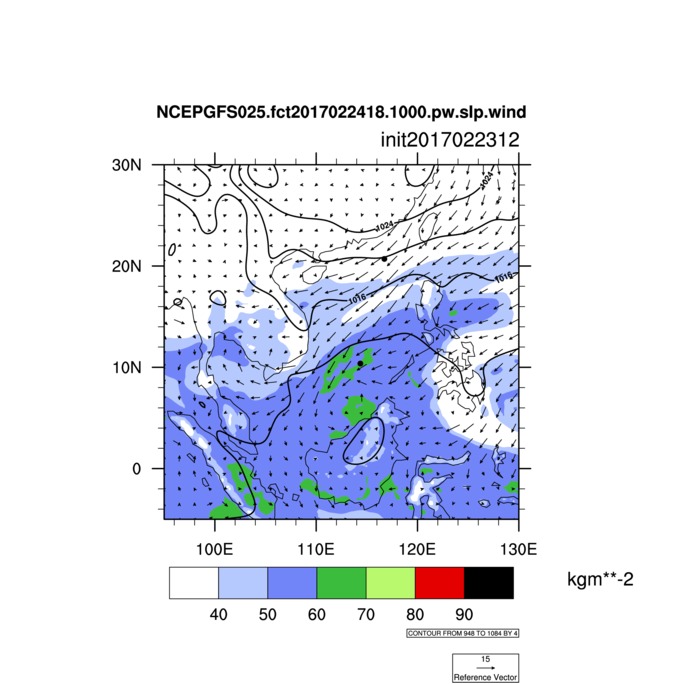 NCEPGFS025.fct2017022418.1000.pw.slp.wind
init2017022312
30N
1024
1024
20N
1016
1016
10N
0
100E 110E 120E 130E
kgm**-2
40 50 60 70 80 90
CONTOUR FROM 948 TO 1084 BY 4
15
Reference Vector